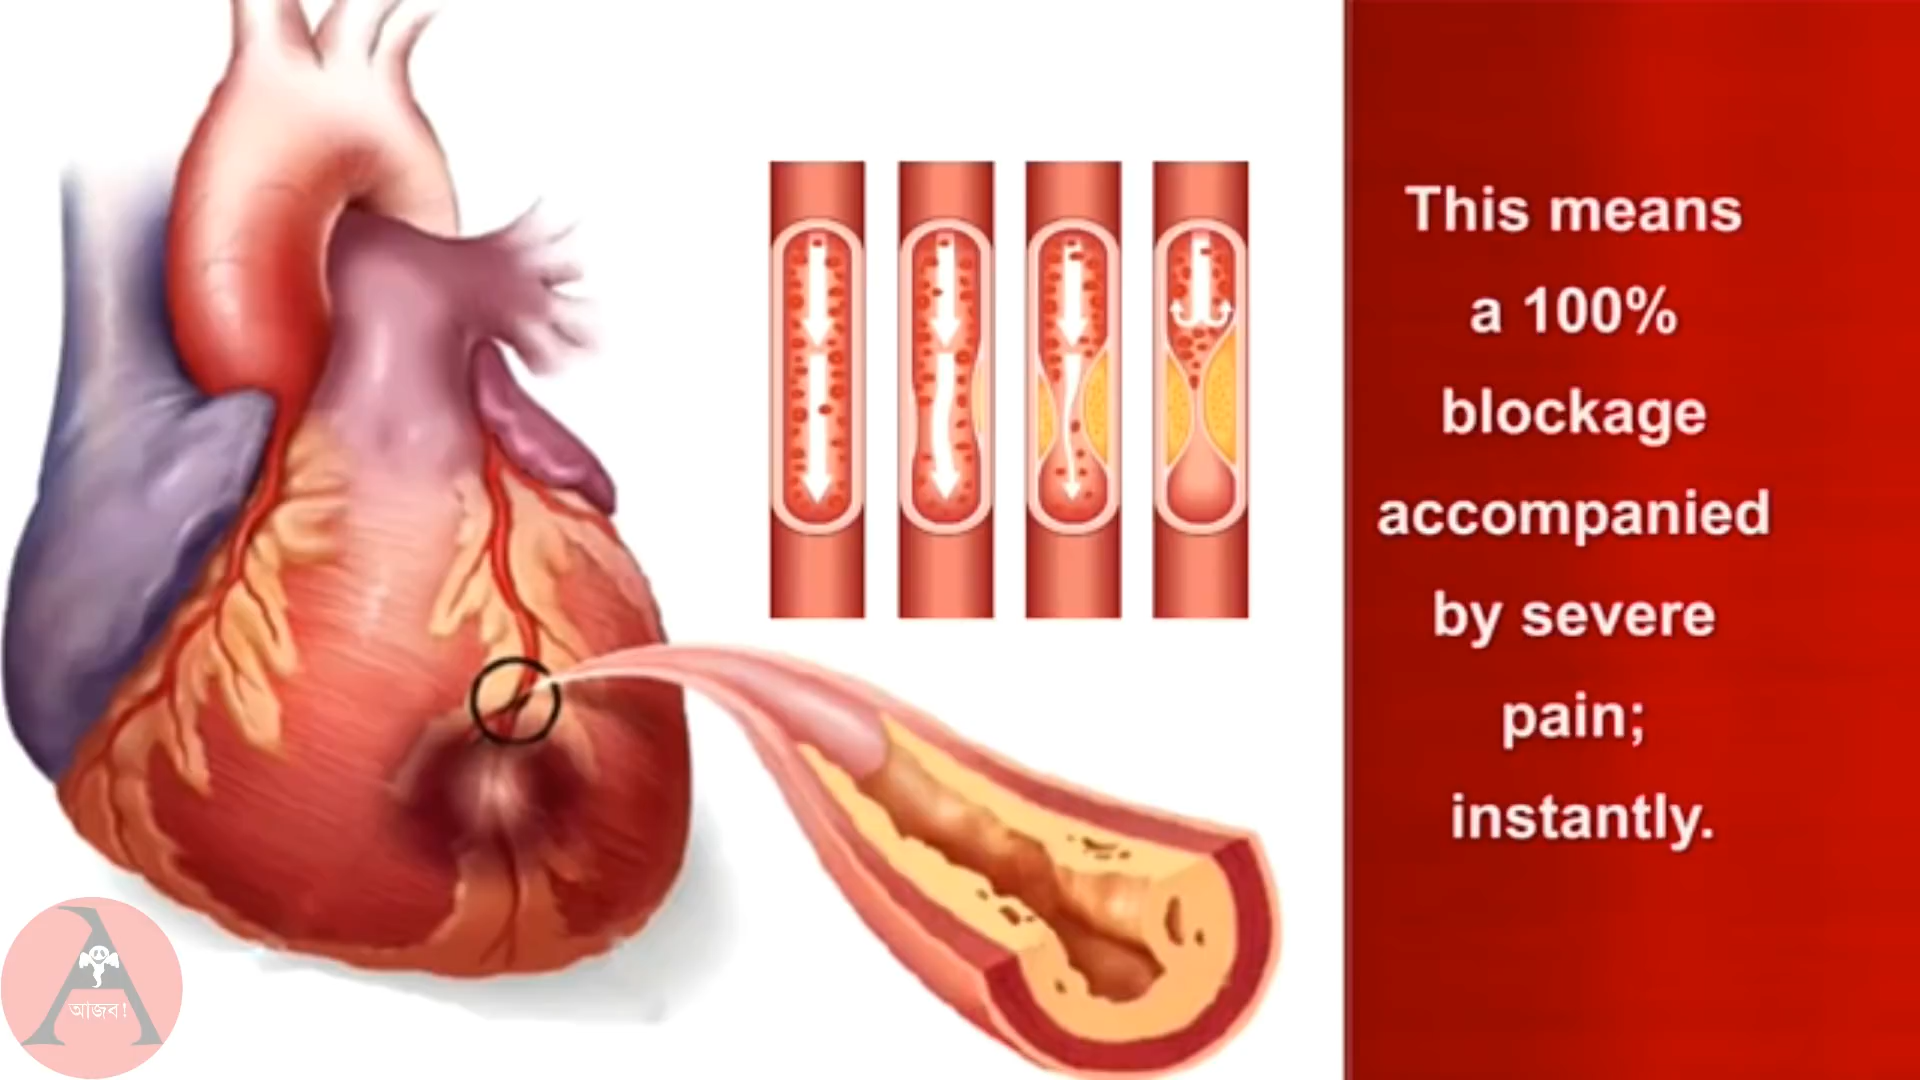 This means
a 100%
blockage
accompanied
by severe
pain;
instantly.
A
আজব!